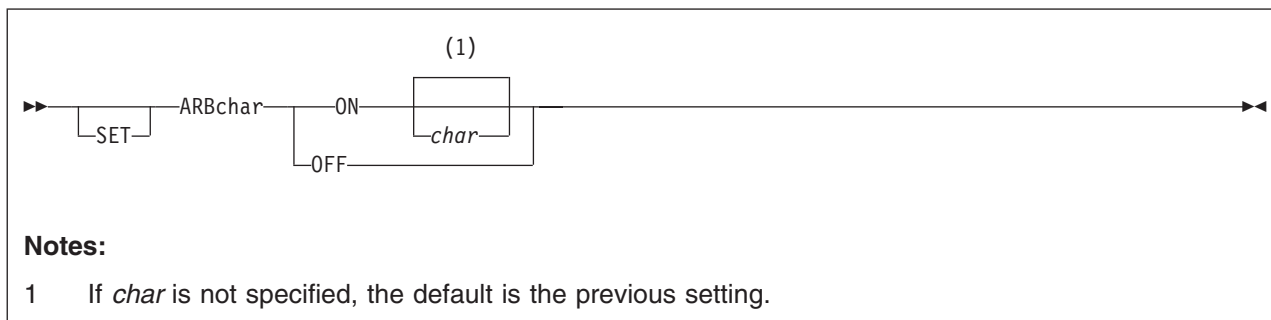 (1)
ARBchar ON
SET char
OFF
Notes:
1 If char is not specified, the default is the previous setting.